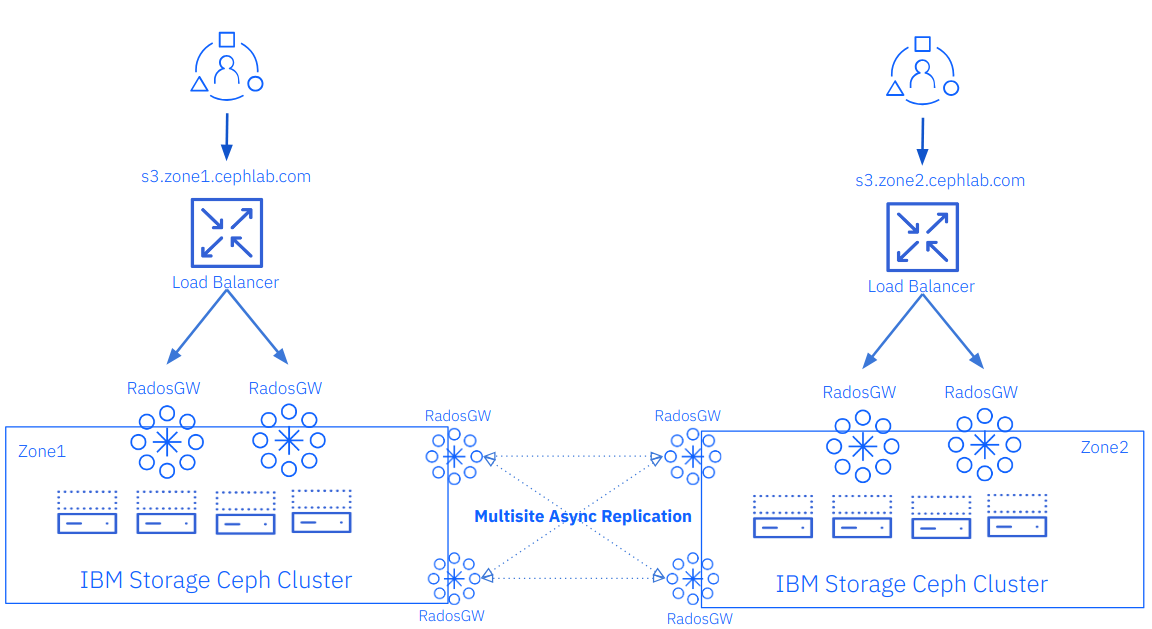 s3.zone1.cephlab.com
s3.zone2.cephlab.com
Load Balancer
Load Balancer
RadosGW
RadosGW
RadosGW
RadosGW
RadosGW
RadosGW
Zone1
Zone2
Multisite Async Replication
IBM Storage Ceph Cluster
IBM Storage Ceph Cluster
RadosGW
RadosGW